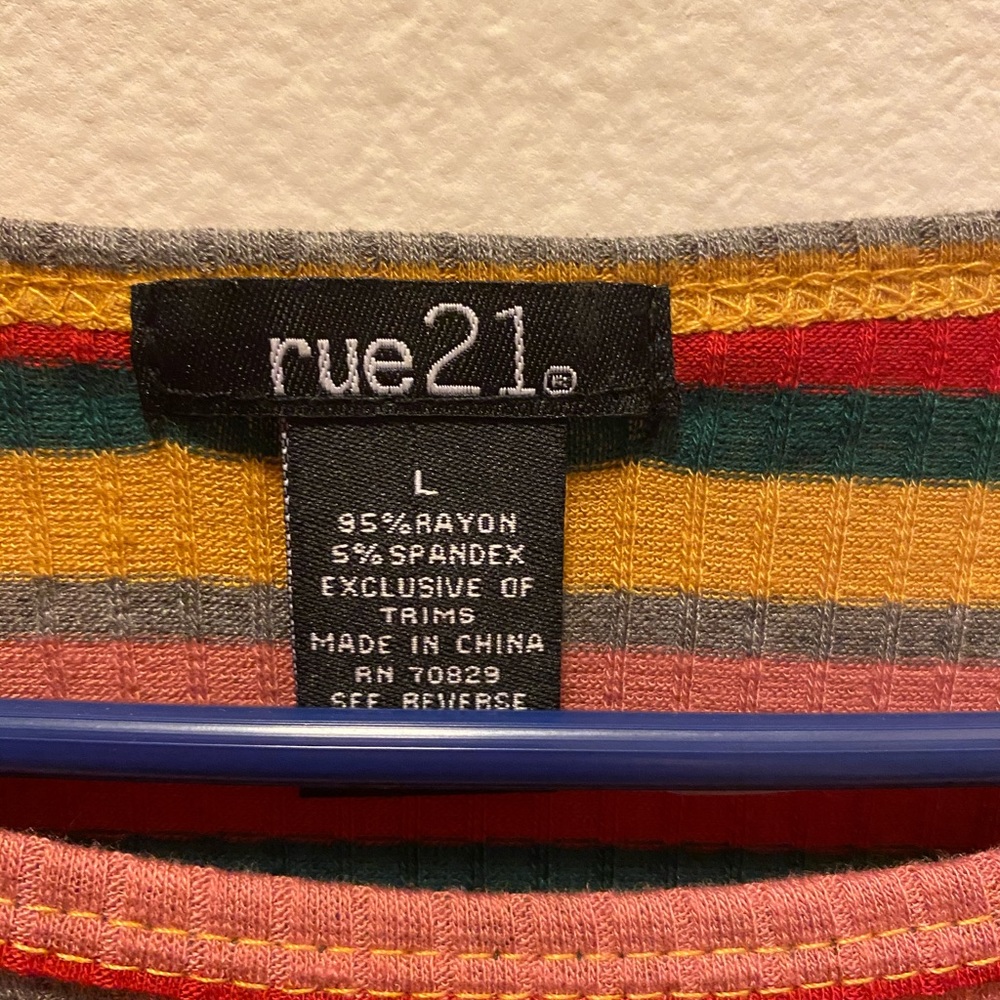 rue21®
L
95%RAYON
5%SPANDEX
EXCLUSIVE OF
TRIMS
MADE IN CHINA
RN 70829
SEE REVERSE